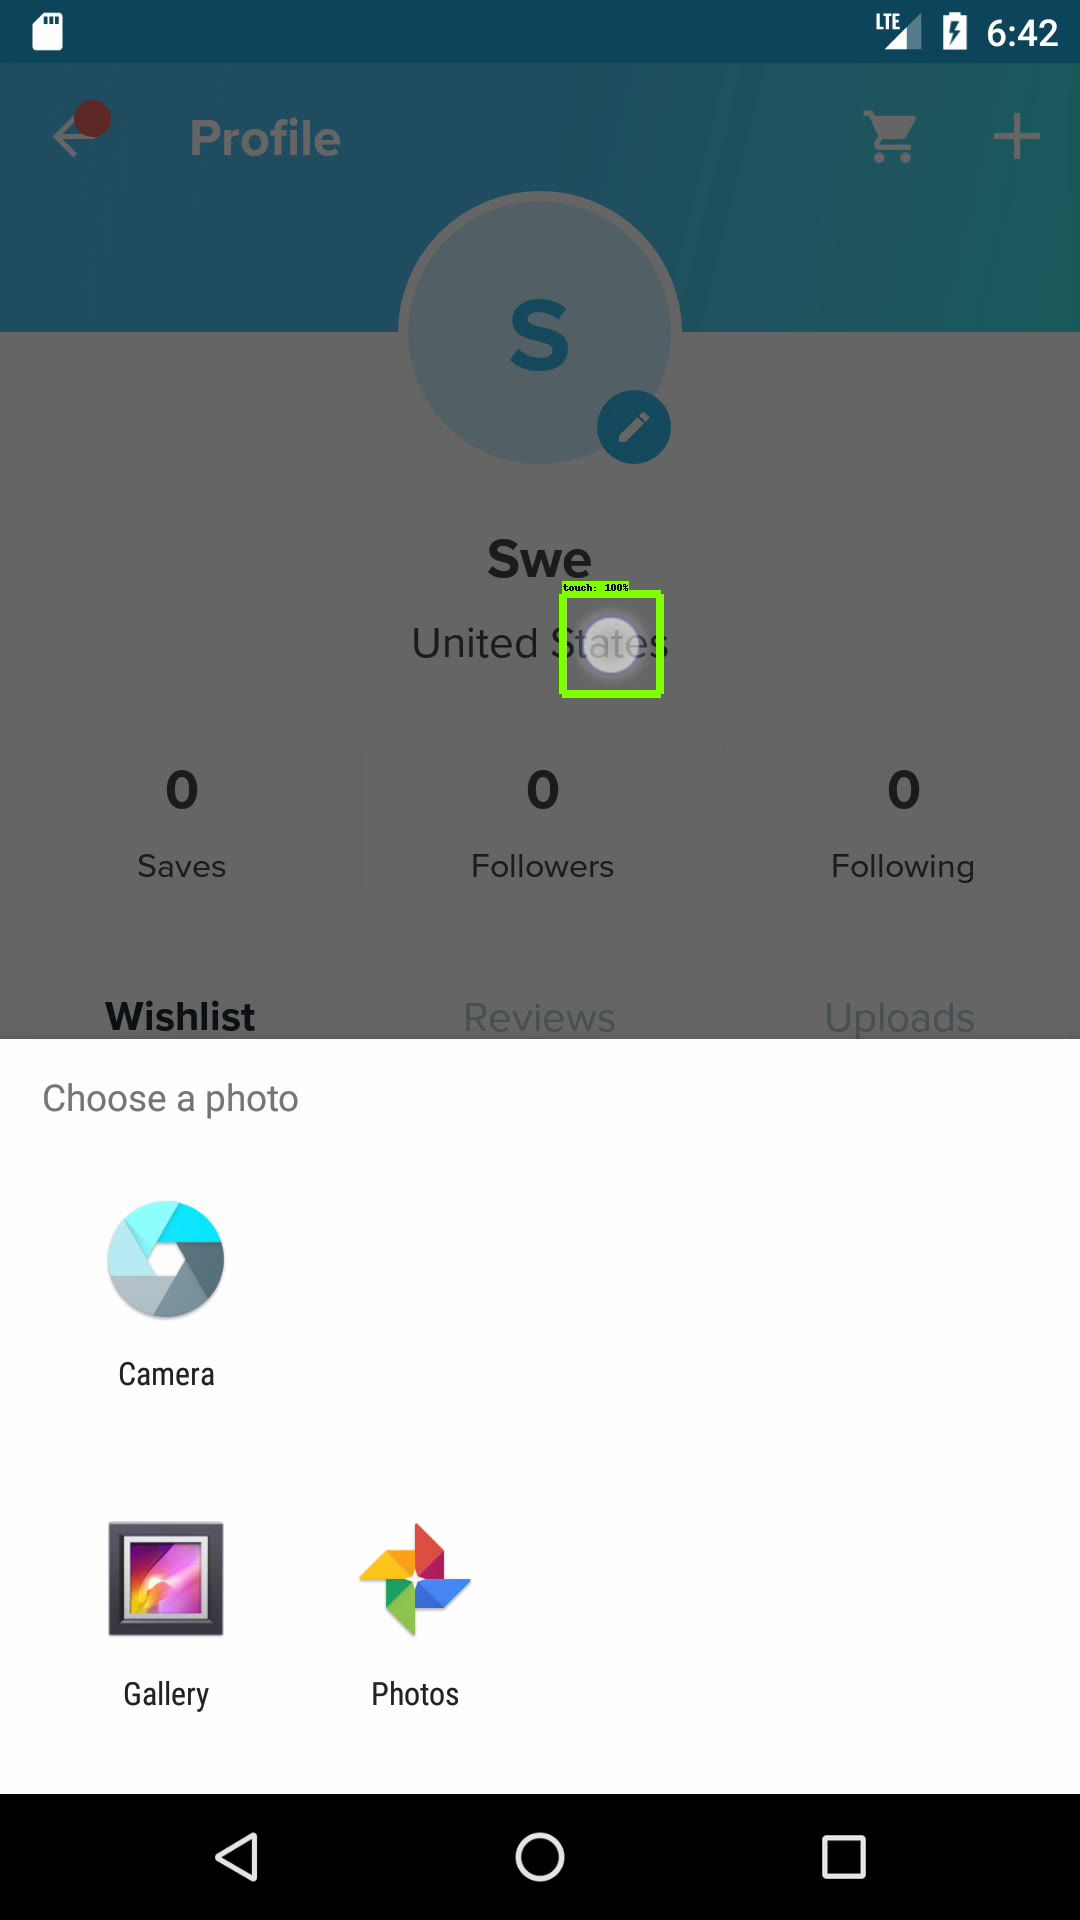 LTE 6:42
Profile
S
Swe
touch: 100%
United States
0 0 0
Saves Followers Following
Wishlist Reviews Uploads
Choose a photo
Camera
Gallery Photos